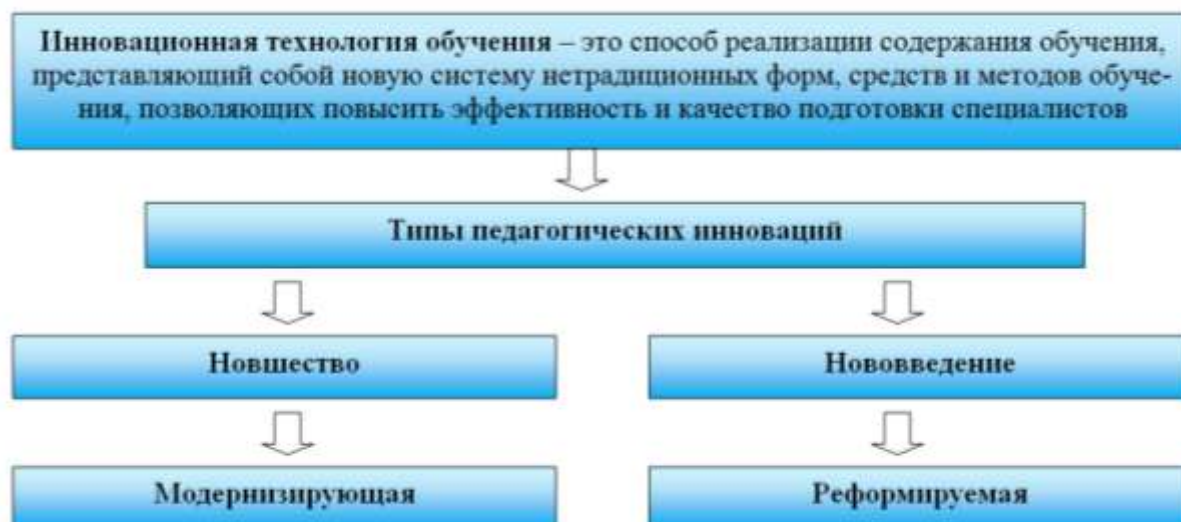 Инновационная технология обучения – это способ реализации содержания обучения,
представляющий собой новую систему нетрадиционных форм, средств и методов обуче-
ния, позволяющих повысить эффективность и качество подготовки специалистов
Типы педагогических инноваций
Новшество
Нововведение
Модернизирующая
Реформируемая